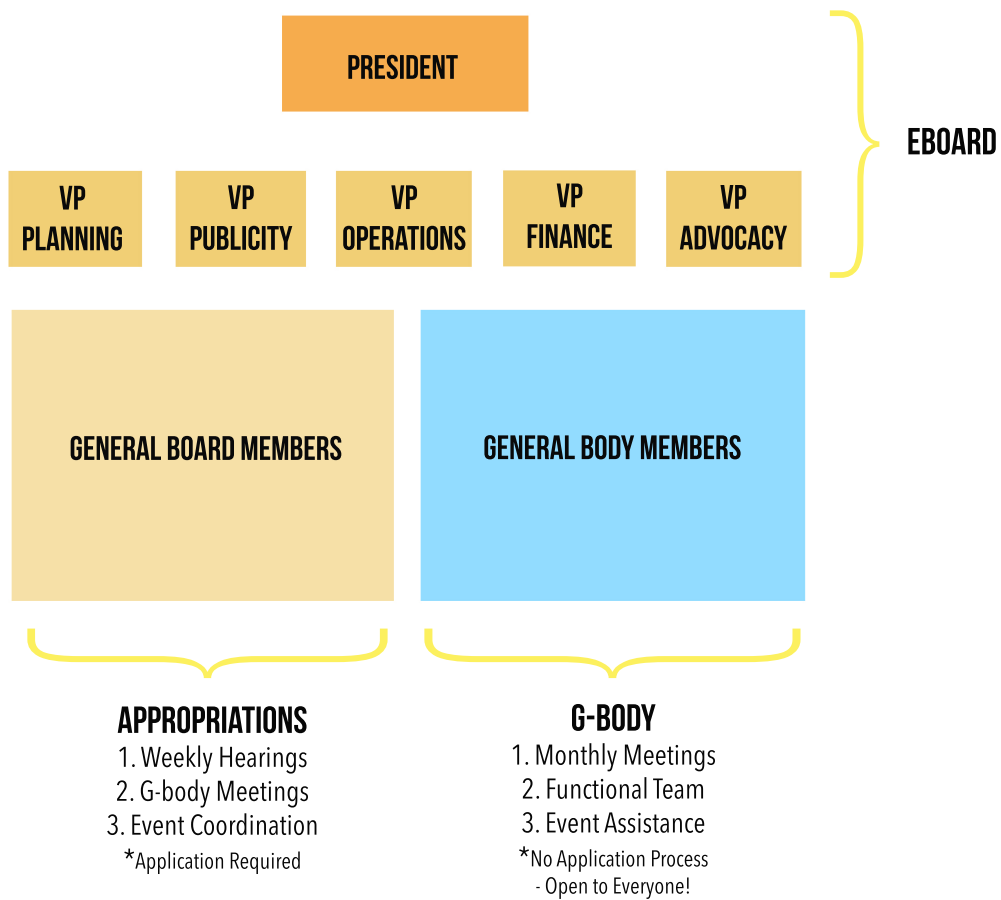 PRESIDENT
EBOARD
VP
PLANNING
VP
PUBLICITY
VP
OPERATIONS
VP
FINANCE
VP
ADVOCACY
GENERAL BOARD MEMBERS
GENERAL BODY MEMBERS
APPROPRIATIONS
1. Weekly Hearings
2. G-body Meetings
3. Event Coordination
*Application Required
G-BODY
1. Monthly Meetings
2. Functional Team
3. Event Assistance
*No Application Process
- Open to Everyone!